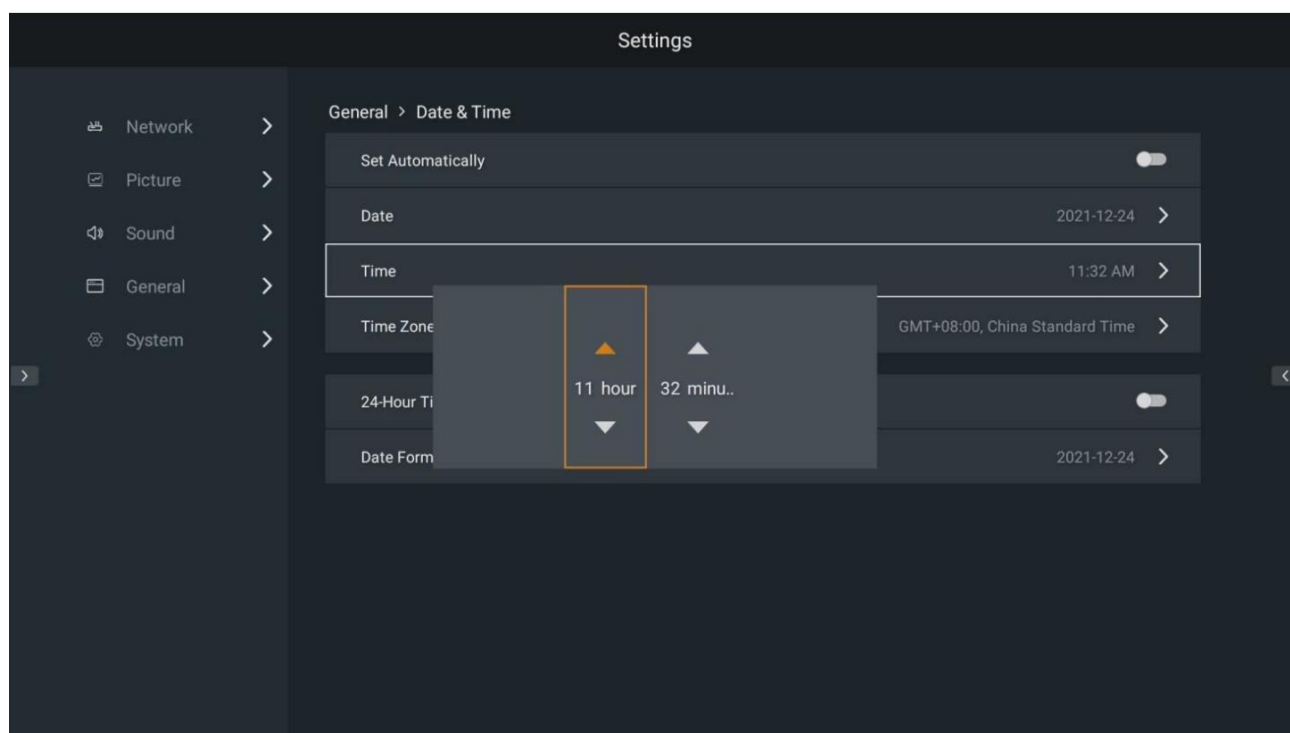 Settings
Network
Picture
Sound
General
System
General > Date & Time
Set Automatically
Date 2021-12-24
Time 11:32 AM
Time Zone GMT+08:00, China Standard Time
11 hour 32 minu..
24-Hour Ti
Date Form 2021-12-24